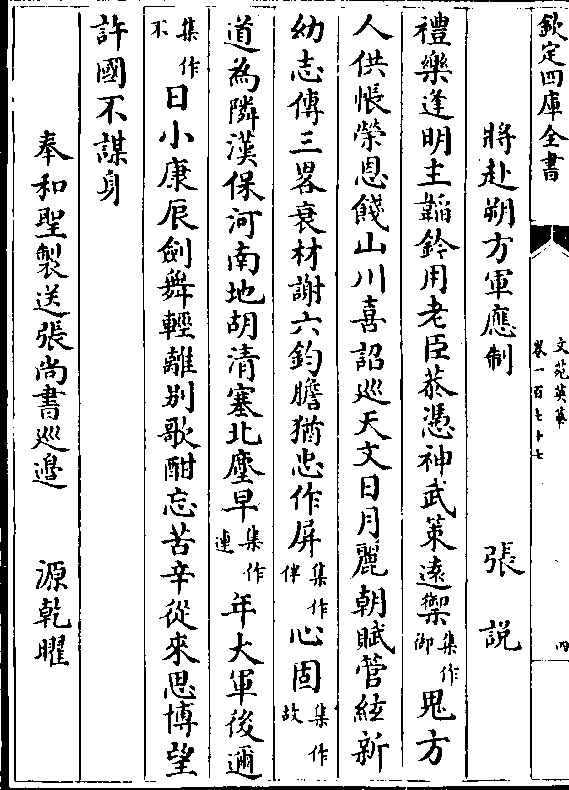 欽定四庫全書
文苑英華
卷一百七十七
四
將赴朔方軍應制　張說
禮樂逢明主韜鈐用老臣恭憑神武策遠禦集作御鬼方
人供帳榮恩餞山川喜詔巡天文日月麗朝賦管絃新
幼志傳三畧衰材謝六鈞膽猶忠作屏集作伴心固集作故
道為隣漢保河南地胡清塞北塵早集作連年大軍後邇
集作不日小康辰劍舞輕離别歌酣忘苦辛從來思博望
許國不謀身
奉和聖製送張尚書巡邉　源乾曜